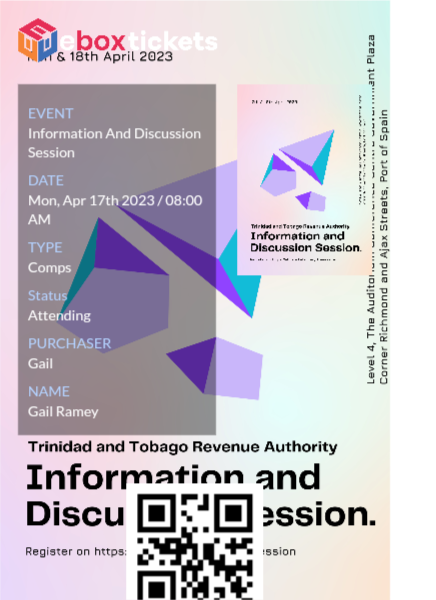 eboxtickets
& 18th April 2023
EVENT
Information And Discussion
Session
DATE
Mon, Apr 17th 2023 / 08:00
AM
TYPE
Comps
Status
Attending
PURCHASER
Gail
NAME
Gail Ramey
Trinidad and Tobago Revenue Authority
Information and
Discussion Session.
Level 4, The Auditorium
Plaza
Corner Richmond and Ajax Streets, Port of Spain
Trinidad and Tobago Revenue Authority
Information and
Discu ession.
Register on https: ession